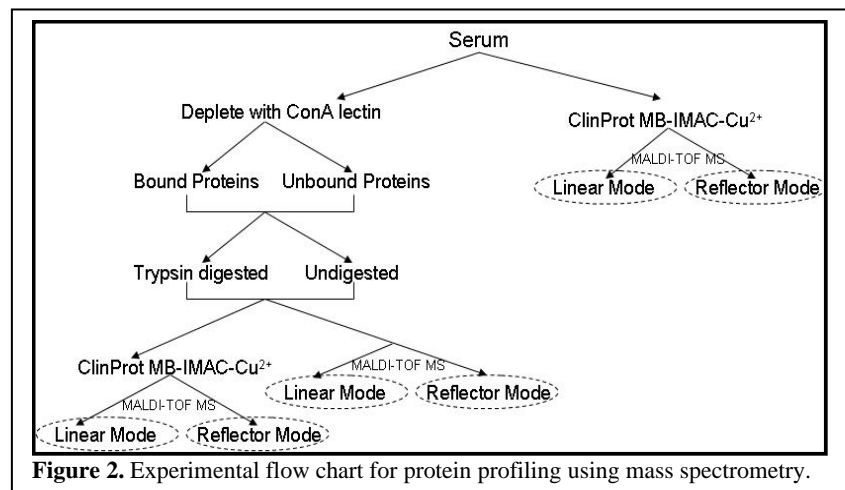 Serum
Deplete with ConA lectin
ClinProt MB-IMAC-Cu²⁺
MALDI-TOF MS
Bound Proteins Unbound Proteins
Linear Mode Reflector Mode
Trypsin digested Undigested
ClinProt MB-IMAC-Cu²⁺
MALDI-TOF MS
Linear Mode Reflector Mode
MALDI-TOF MS
Linear Mode Reflector Mode
Figure 2. Experimental flow chart for protein profiling using mass spectrometry.